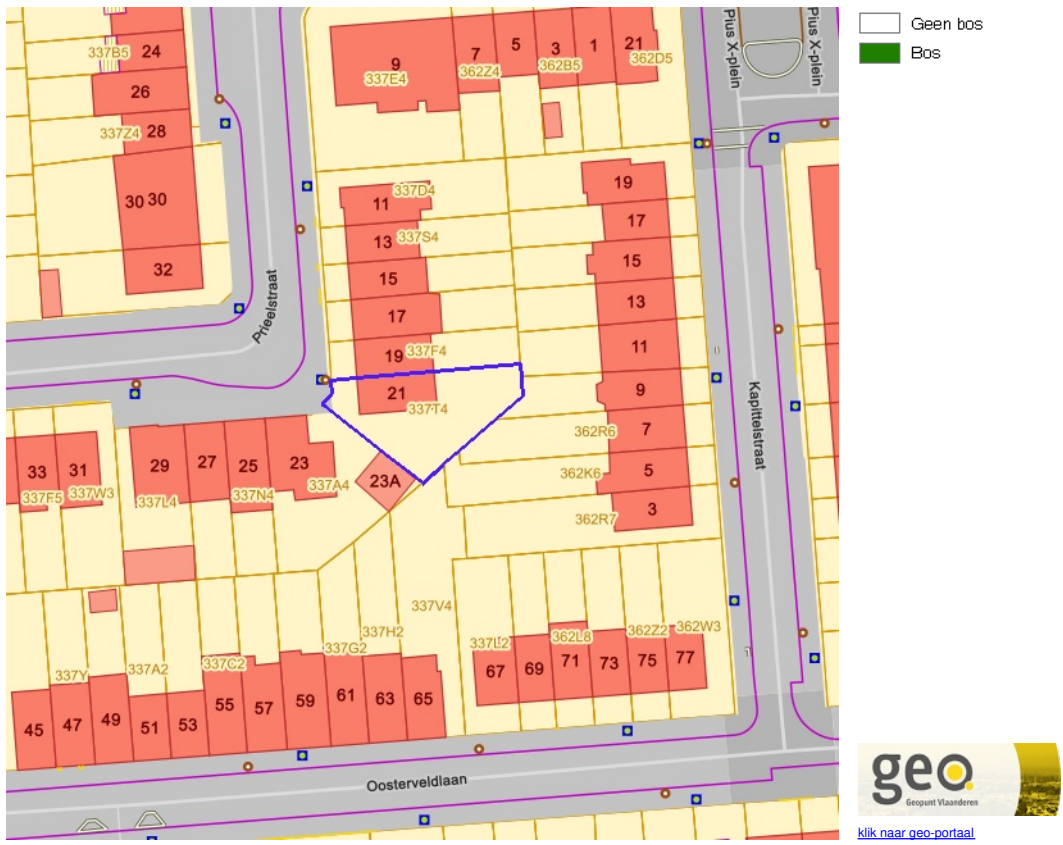 24
337B5
26
337Z4
28
30 30
32
9
337E4
7
362Z4
5
3
362B5
1
21
362D5
Pius X-plein
Pius X-plein
Geen bos
Bos
337D4
11
13
337S4
15
17
19
337F4
21
337T4
19
17
15
13
11
9
362R6
7
362K6
5
362R7
3
Prieelstraat
Kapittelstraat
33
31
337F5
337W3
29
27
25
23
337L4
337N4
337A4
23A
337V4
337H2
337G2
337C2
337A2
337Y
45
47
49
51
53
55
57
59
61
63
65
337L2
362L8
362Z2
362W3
67
69
71
73
75
77
Oosterveldlaan
geo.
Geopunt Vlaanderen
klik naar geo-portaal